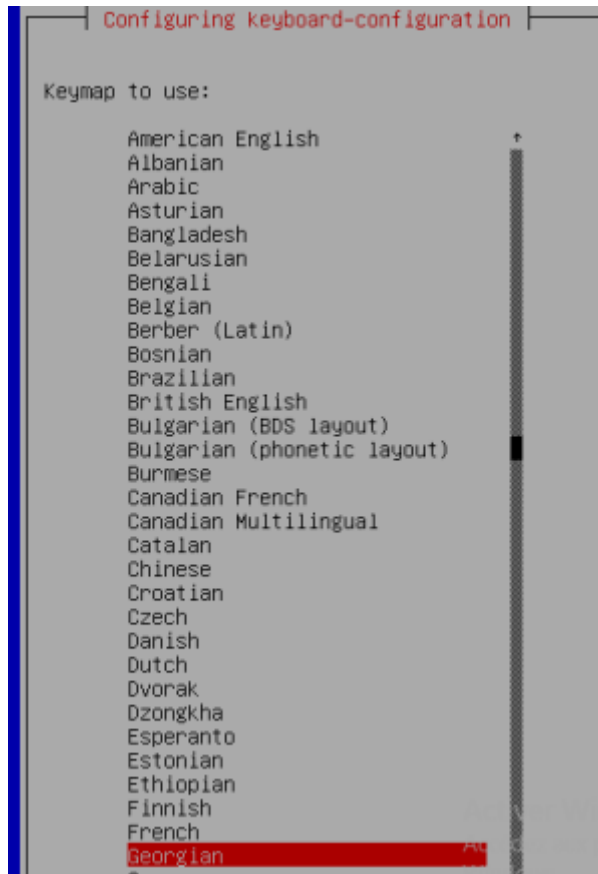 Configuring keyboard-configuration
Keymap to use:
American English
Albanian
Arabic
Asturian
Bangladesh
Belarusian
Bengali
Belgian
Berber (Latin)
Bosnian
Brazilian
British English
Bulgarian (BDS layout)
Bulgarian (phonetic layout)
Burmese
Canadian French
Canadian Multilingual
Catalan
Chinese
Croatian
Czech
Danish
Dutch
Dvorak
Dzongkha
Esperanto
Estonian
Ethiopian
Finnish
French
Georgian